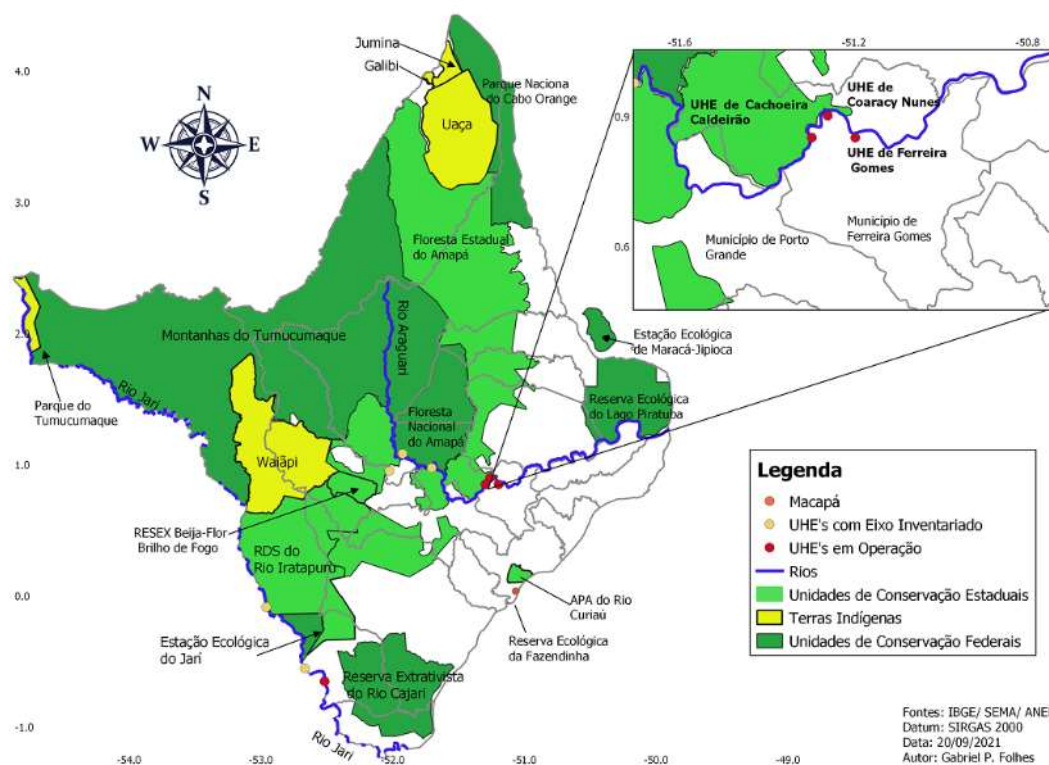 Jumina
Galibi
4.0
Parque Naciona
do Cabo Orange
Uaça
N
W
E
S
3.0
Floresta Estadual
do Amapá
2.0
Montanhas do Tumucumaque
Rio Araguari
Estação Ecológica
de Maracá-Jipioca
Rio Jari
Parque do
Tumucumaque
Floresta
Nacional
do Amapá
Reserva Ecológica
do Lago Piratuba
Waiãpi
1.0
RESEX Beija-Flor
Brilho de Fogo
RDS do
Rio Iratapuru
0.0
APA do Rio
Curiaú
Estação Ecológica
do Jarí
Reserva Ecológica
da Fazendinha
Reserva Extrativista
do Rio Cajari
-1.0
Rio Jari
-54.0
-53.0
-52.0
-51.0
-50.0
-49.0
-51.6
-51.2
-50.8
0.9
0.6
UHE de Cachoeira
Caldeirão
UHE de
Coaracy Nunes
UHE de Ferreira
Gomes
Município de Porto
Grande
Município de
Ferreira Gomes
Legenda
Macapá
UHE's com Eixo Inventariado
UHE's em Operação
Rios
Unidades de Conservação Estaduais
Terras Indígenas
Unidades de Conservação Federais
Fontes: IBGE/ SEMA/ ANE
Datum: SIRGAS 2000
Data: 20/09/2021
Autor: Gabriel P. Folhes